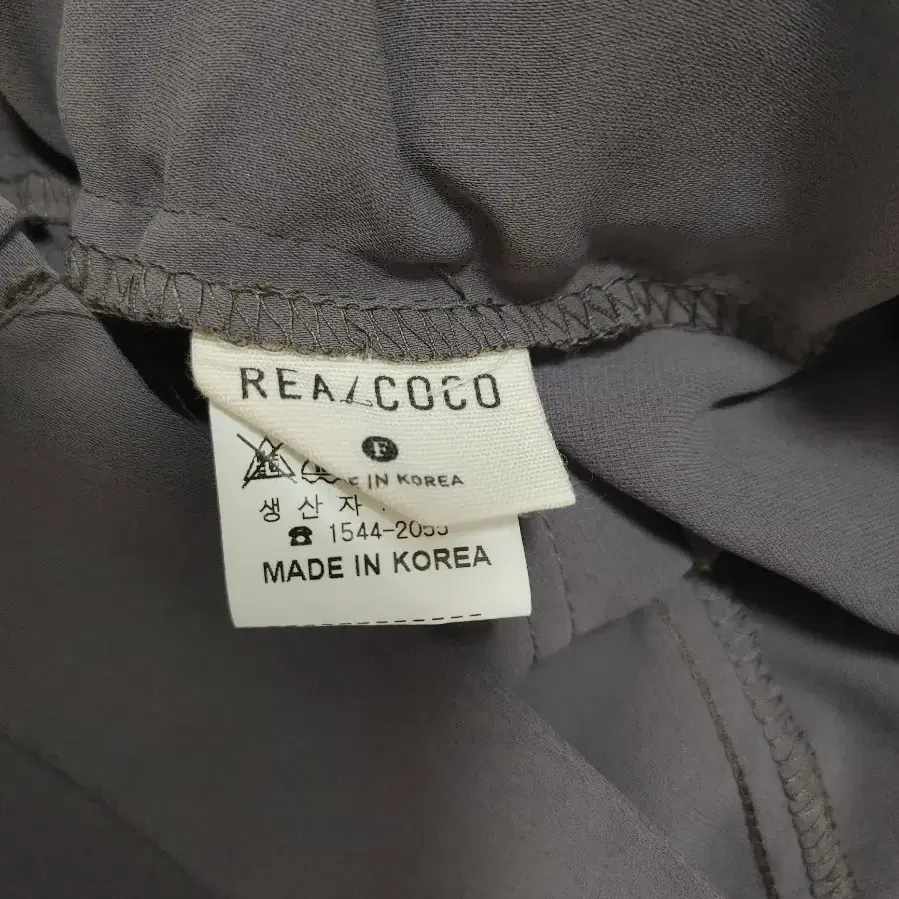 REALCOCO
F
E IN KOREA
생산자
☎ 1544-205
MADE IN KOREA